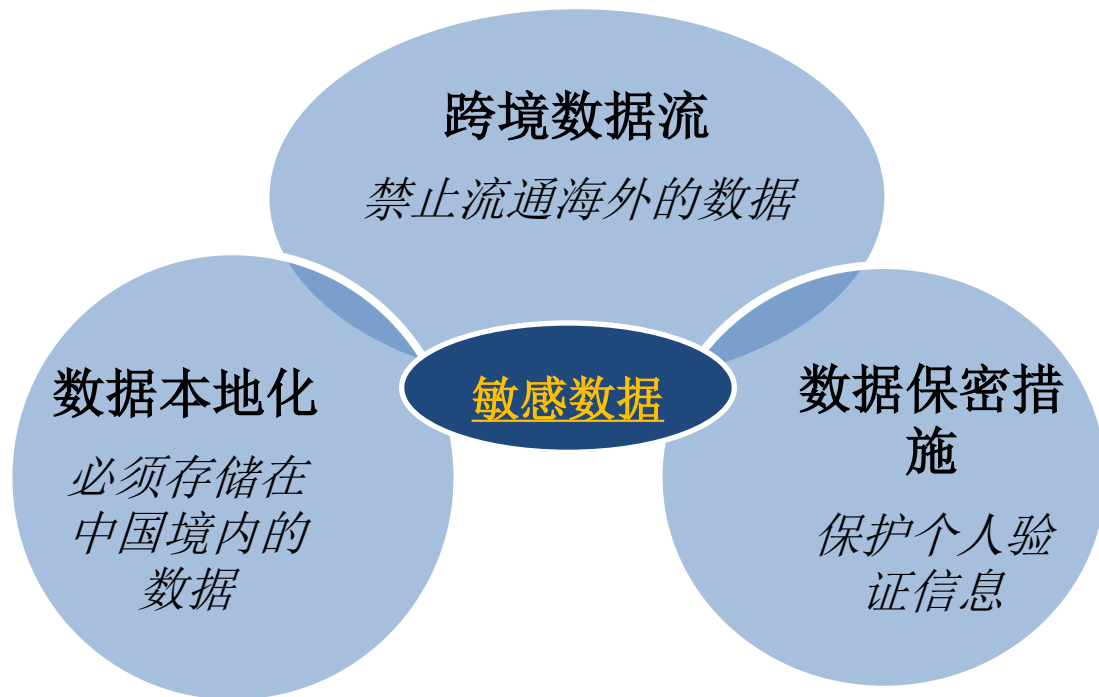 跨境数据流
禁止流通海外的数据
敏感数据
数据本地化
必须存储在
中国境内的
数据
数据保密措
施
保护个人验
证信息